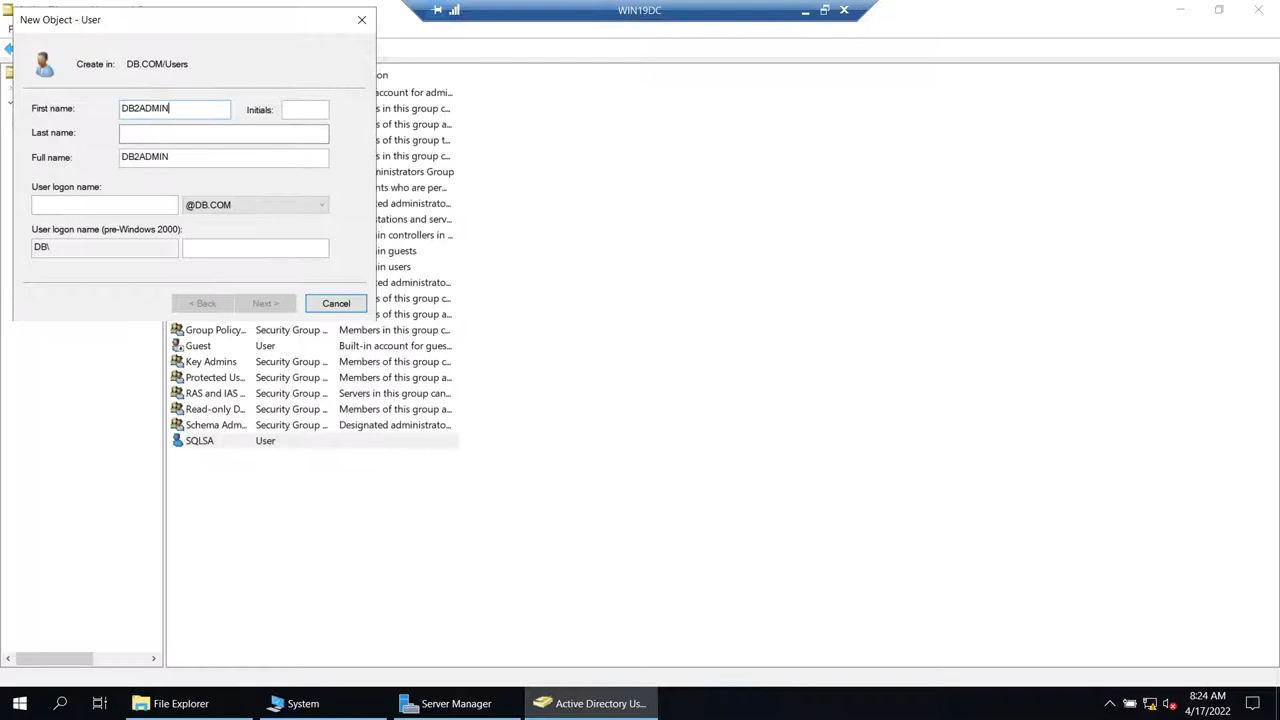 New Object - User
WIN19DC
Create in: DB.COM/Users
First name: DB2ADMIN Initials:
Last name:
Full name: DB2ADMIN
User logon name:
@DB.COM
User logon name (pre-Windows 2000):
DB\
< Back Next > Cancel
on
account for admi...
s in this group c...
s of this group a...
s of this group t...
s in this group c...
ministrators Group
nts who are per...
ed administrato...
stations and serv...
in controllers in ...
in guests
in users
ated administrato...
s of this group c...
s of this group a...
Group Policy... Security Group ... Members in this group c...
Guest User Built-in account for gues...
Key Admins Security Group ... Members of this group c...
Protected Us... Security Group ... Members of this group a...
RAS and IAS ... Security Group ... Servers in this group can...
Read-only D... Security Group ... Members of this group a...
Schema Adm... Security Group ... Designated administrato...
SQLSA User
File Explorer
System
Server Manager
Active Directory Us...
8:24 AM
4/17/2022